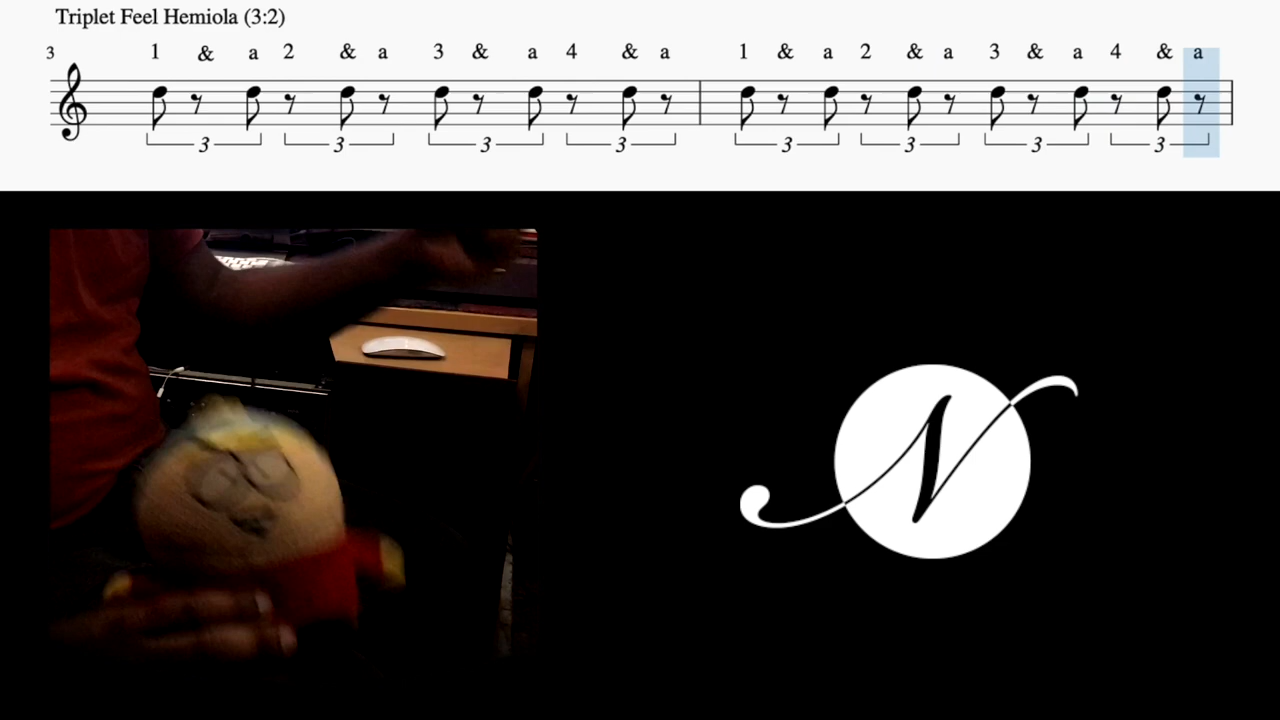 Triplet Feel Hemiola (3:2)
3 1 & a 2 & a 3 & a 4 & a 1 & a 2 & a 3 & a 4 & a
3 3 3 3 3 3 3 3
N